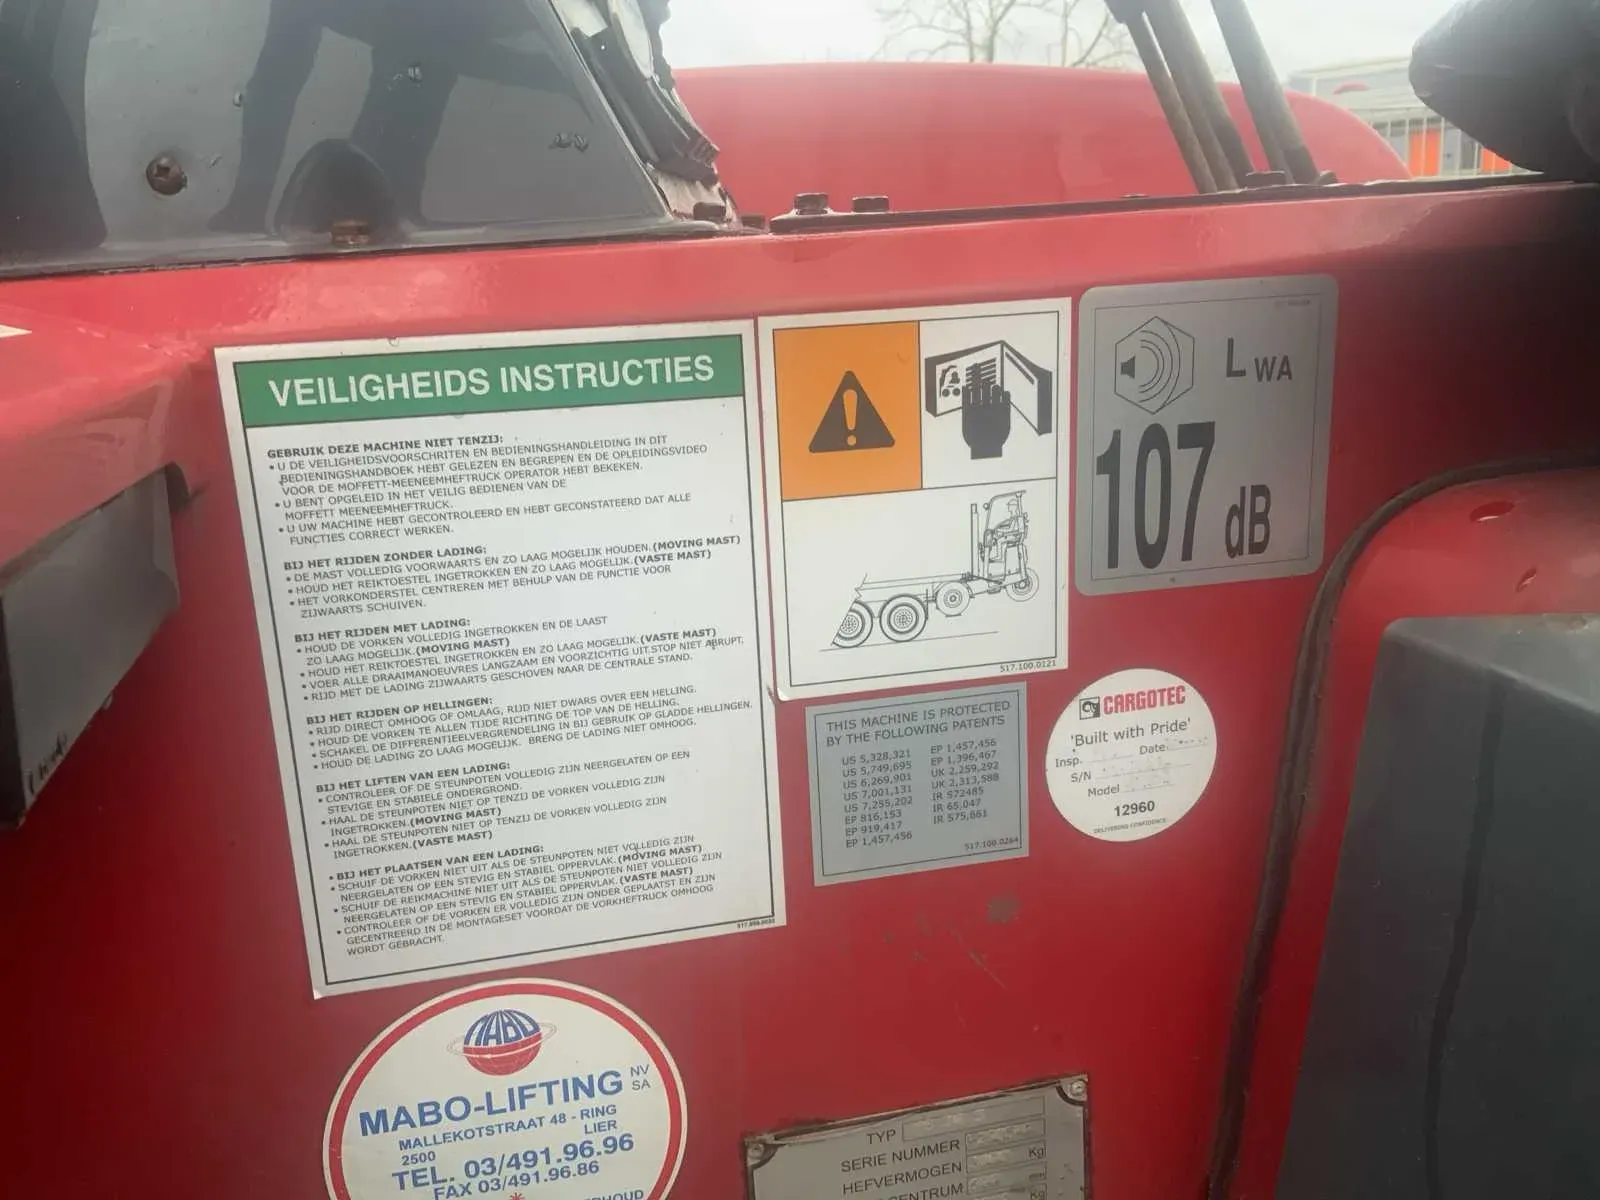 VEILIGHEIDS INSTRUCTIES
GEBRUIK DEZE MACHINE NIET TENZIJ:
• U DE VEILIGHEIDSVOORSCHRIFTEN EN BEDIENINGSHANDLEIDING IN DIT
BEDIENINGSHANDBOEK HEBT GELEZEN EN BEGREPEN EN DE OPLEIDINGSVIDEO
VOOR DE MOFFETT-MEENEEMHEFTRUCK OPERATOR HEBT BEKEKEN.
• U BENT OPGELEID IN HET VEILIG BEDIENEN VAN DE
MOFFETT MEENEEMHEFTRUCK.
• U UW MACHINE HEBT GECONTROLEERD EN HEBT GECONSTATEERD DAT ALLE
FUNCTIES CORRECT WERKEN.
BIJ HET RIJDEN ZONDER LADING:
• DE MAST VOLLEDIG VOORWAARTS EN ZO LAAG MOGELIJK HOUDEN.(MOVING MAST)
• HOUD HET REIKTOESTEL INGETROKKEN EN ZO LAAG MOGELIJK.(VASTE MAST)
• HET VORKONDERSTEL CENTREREN MET BEHULP VAN DE FUNCTIE VOOR
ZIJWAARTS SCHUIVEN.
BIJ HET RIJDEN MET LADING:
• HOUD DE VORKEN VOLLEDIG INGETROKKEN EN DE LAAST
ZO LAAG MOGELIJK.(MOVING MAST)
• HOUD HET REIKTOESTEL INGETROKKEN EN ZO LAAG MOGELIJK.(VASTE MAST)
• VOER ALLE DRAAIMANOEUVRES LANGZAAM EN VOORZICHTIG UIT.STOP NIET ABRUPT.
• RIJD MET DE LADING ZIJWAARTS GESCHOVEN NAAR DE CENTRALE STAND.
BIJ HET RIJDEN OP HELLINGEN:
• RIJD DIRECT OMHOOG OF OMLAAG, RIJD NIET DWARS OVER EEN HELLING.
• HOUD DE VORKEN TE ALLEN TIJDE RICHTING DE TOP VAN DE HELLING.
• SCHAKEL DE DIFFERENTIEELVERGRENDELING IN BIJ GEBRUIK OP GLADDE HELLINGEN.
• HOUD DE LADING ZO LAAG MOGELIJK. BRENG DE LADING NIET OMHOOG.
BIJ HET LIFTEN VAN EEN LADING:
• CONTROLEER OF DE STEUNPOTEN VOLLEDIG ZIJN NEERGELATEN OP EEN
STEVIGE EN STABIELE ONDERGROND.
• HAAL DE STEUNPOTEN NIET OP TENZIJ DE VORKEN VOLLEDIG ZIJN
INGETROKKEN.(MOVING MAST)
• HAAL DE STEUNPOTEN NIET OP TENZIJ DE VORKEN VOLLEDIG ZIJN
INGETROKKEN.(VASTE MAST)
• BIJ HET PLAATSEN VAN EEN LADING:
• SCHUIF DE VORKEN NIET UIT ALS DE STEUNPOTEN NIET VOLLEDIG ZIJN
NEERGELATEN OP EEN STEVIG EN STABIEL OPPERVLAK.(MOVING MAST)
• SCHUIF DE REIKMACHINE NIET UIT ALS DE STEUNPOTEN NIET VOLLEDIG ZIJN
NEERGELATEN OP EEN STEVIG EN STABIEL OPPERVLAK.(VASTE MAST)
• CONTROLEER OF DE VORKEN ER VOLLEDIG ZIJN ONDER GEPLAATST EN ZIJN
GECENTREERD IN DE MONTAGESET VOORDAT DE VORKHEFTRUCK OMHOOG
WORDT GEBRACHT.
517.100.0121
LWA
107 dB
THIS MACHINE IS PROTECTED
BY THE FOLLOWING PATENTS
US 5,328,321 EP 1,457,456
US 5,749,695 EP 1,396,467
US 6,269,901 UK 2,259,292
US 7,001,131 UK 2,313,588
US 7,255,202 IR S72485
EP 816,153 IR 65,047
EP 919,417 IR S75,861
EP 1,457,456
517.100.0264
CARGOTEC
'Built with Pride'
Insp. Date
S/N
Model
12960
DELIVERING CONFIDENCE
MABO
MABO-LIFTING NV SA
MALLEKOTSTRAAT 48 - RING
2500 LIER
TEL. 03/491.96.96
FAX 03/491.96.86
TYP
SERIE NUMMER
HEFVERMOGEN Kg
CENTRUM
Kg